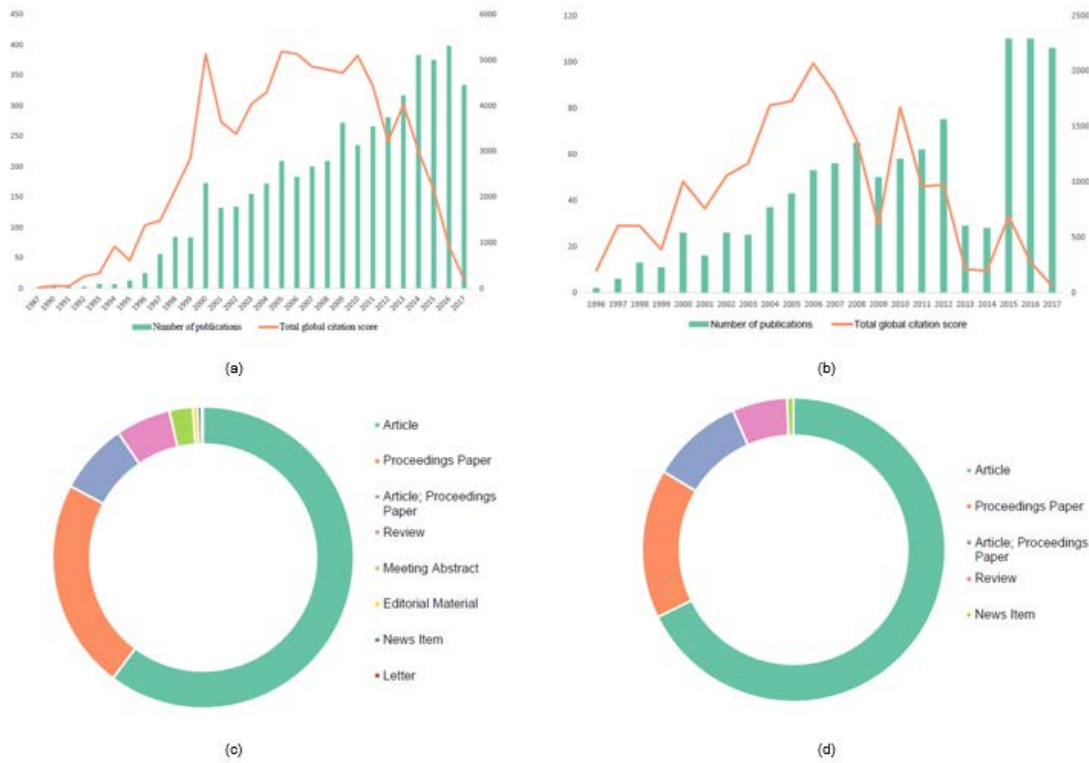 450
400
350
300
250
200
150
100
50
0
6000
5000
4000
3000
2000
1000
0
1987
1990
1991
1992
1993
1994
1995
1996
1997
1998
1999
2000
2001
2002
2003
2004
2005
2006
2007
2008
2009
2010
2011
2012
2013
2014
2015
2016
2017
Number of publications
Total global citation score
(a)
120
100
80
60
40
20
0
2500
2000
1500
1000
500
0
1996 1997 1998 1999 2000 2001 2002 2003 2004 2005 2006 2007 2008 2009 2010 2011 2012 2013 2014 2015 2016 2017
Number of publications
Total global citation score
(b)
Article
Proceedings Paper
Article; Proceedings
Paper
Review
Meeting Abstract
Editorial Material
News Item
Letter
(c)
Article
Proceedings Paper
Article; Proceedings
Paper
Review
News Item
(d)